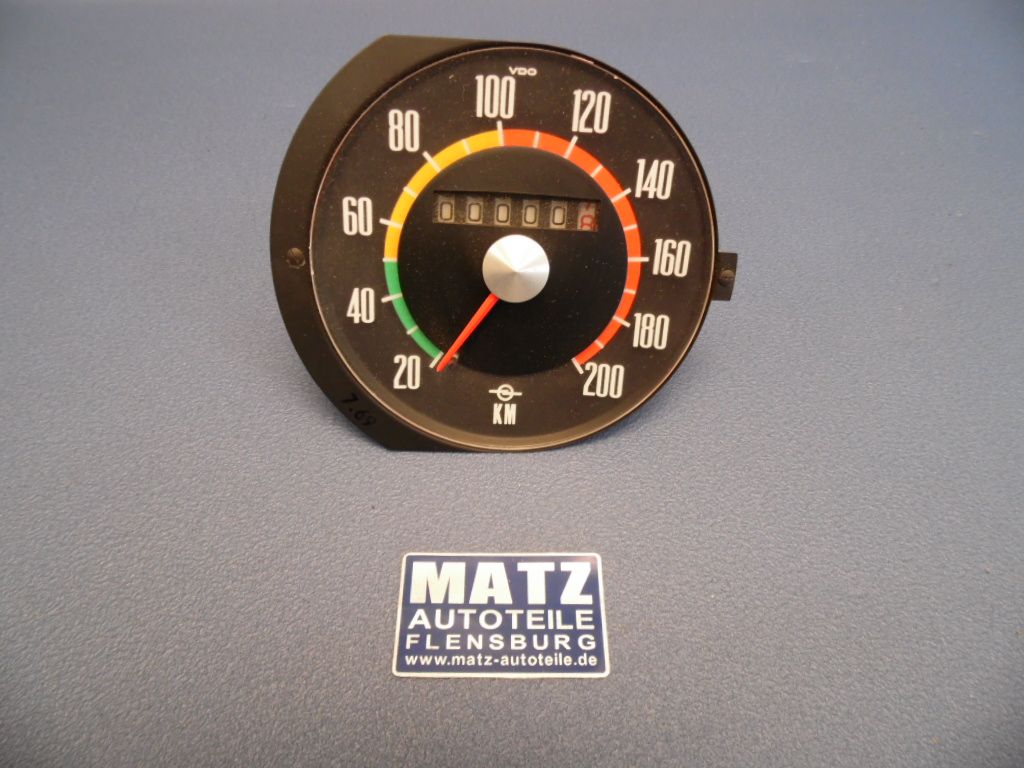 VDO
20
40
60
80
100
120
140
160
180
200
00000
KM
7.69
MATZ
AUTOTEILE
FLENSBURG
www.matz-autoteile.de